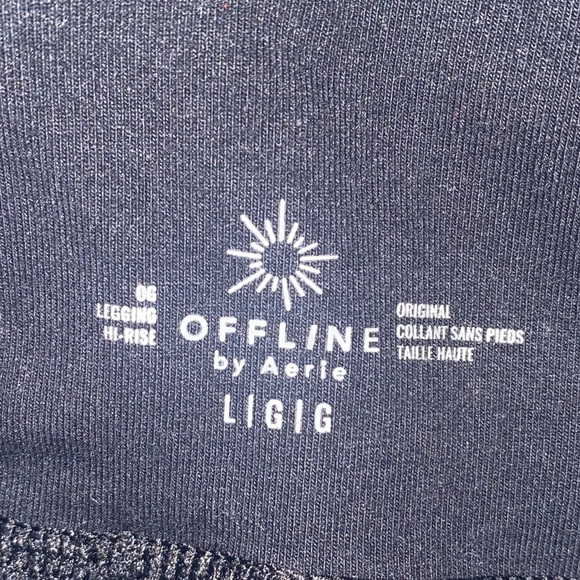 OG
LEGGING
HI-RISE
OFFLINE
by Aerie
L|G|G
ORIGINAL
COLLANT SANS PIEDS
TAILLE HAUTE